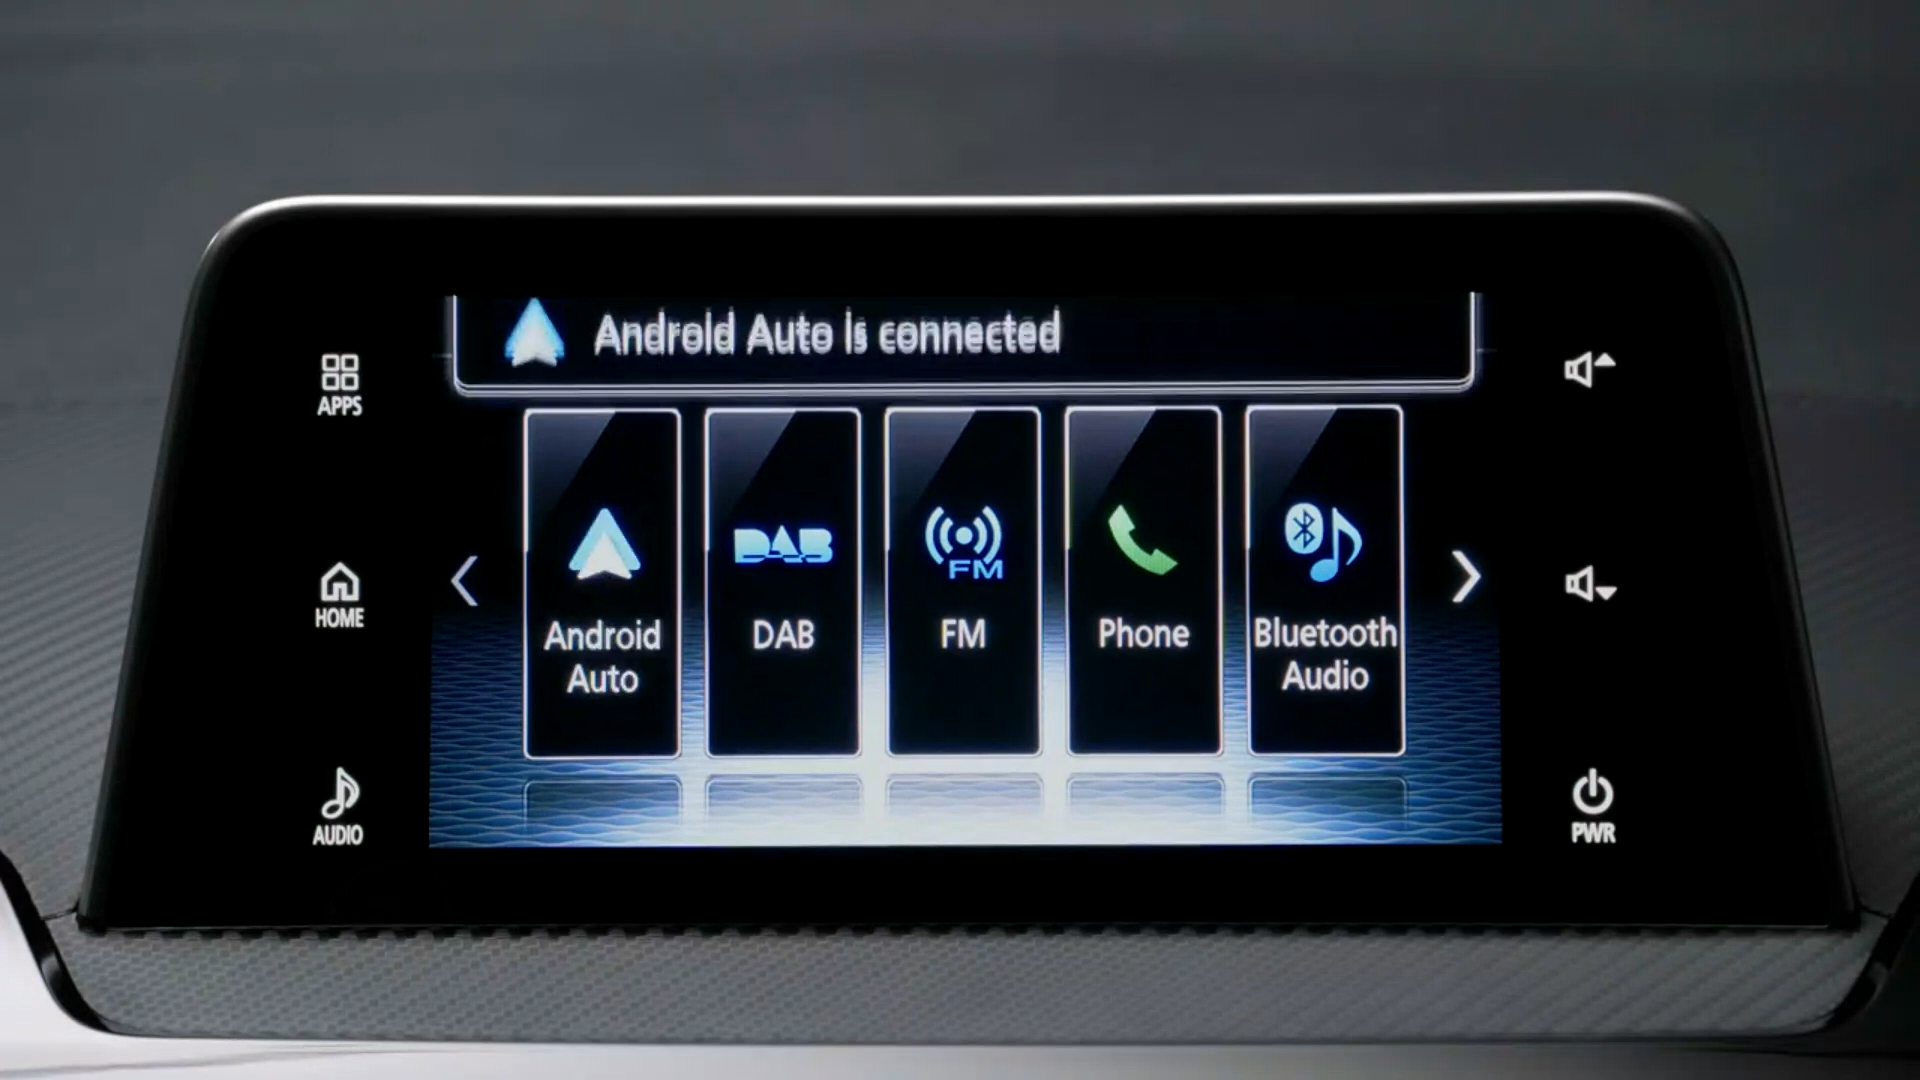 Android Auto is connected
APPS
HOME
AUDIO
Android
Auto
DAB
DAB
FM
FM
Phone
Bluetooth
Audio
PWR